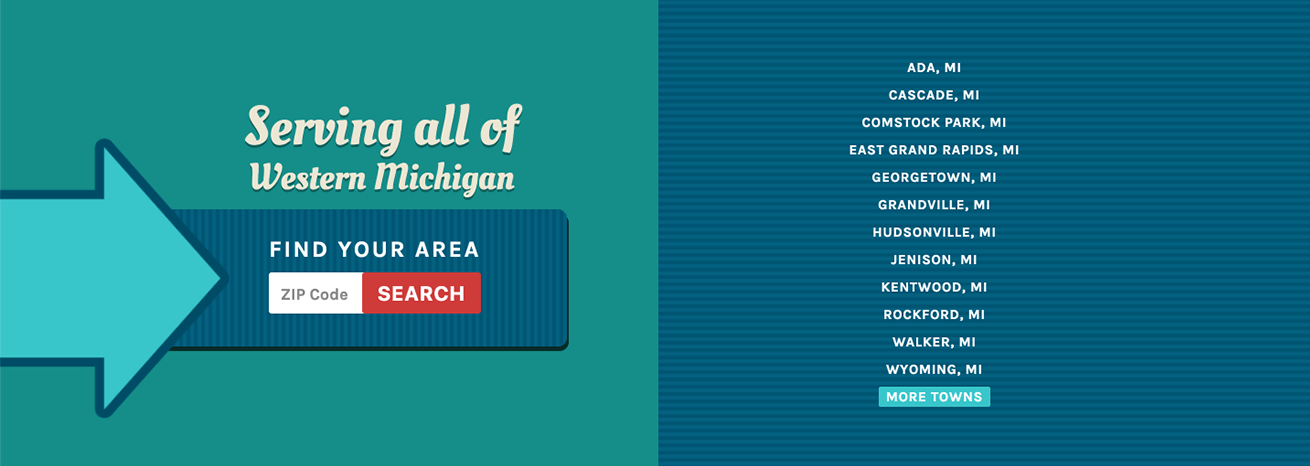 Serving all of
Western Michigan
FIND YOUR AREA
ZIP Code SEARCH
ADA, MI
CASCADE, MI
COMSTOCK PARK, MI
EAST GRAND RAPIDS, MI
GEORGETOWN, MI
GRANDVILLE, MI
HUDSONVILLE, MI
JENISON, MI
KENTWOOD, MI
ROCKFORD, MI
WALKER, MI
WYOMING, MI
MORE TOWNS